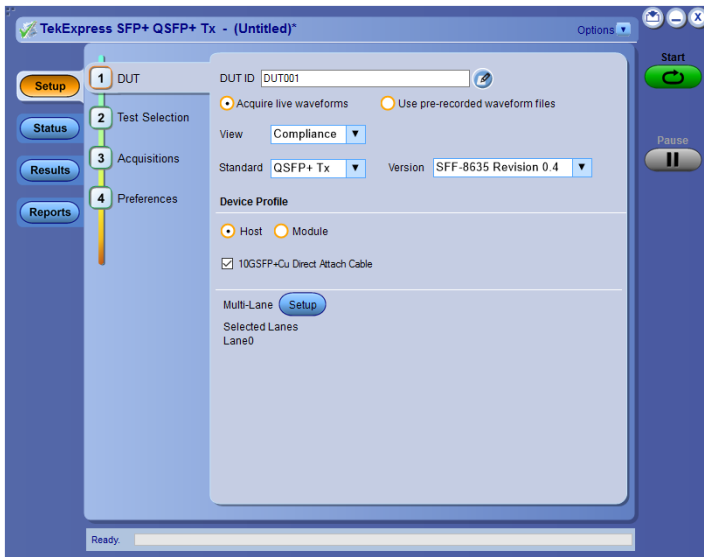 TekExpress SFP+ QSFP+ Tx - (Untitled)*
Options
Start
Setup
Status
Results
Reports
Pause
1 DUT
2 Test Selection
3 Acquisitions
4 Preferences
DUT ID DUT001
Acquire live waveforms Use pre-recorded waveform files
View Compliance
Standard QSFP+ Tx Version SFF-8635 Revision 0.4
Device Profile
Host Module
10GSFP+Cu Direct Attach Cable
Multi-Lane Setup
Selected Lanes
Lane0
Ready.